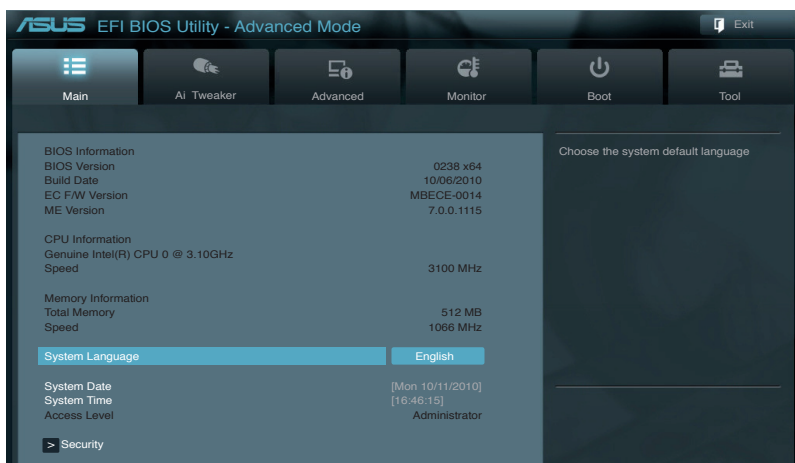 ASUS EFI BIOS Utility - Advanced Mode
Exit
Main
Ai Tweaker
Advanced
Monitor
Boot
Tool
BIOS Information
BIOS Version 0238 x64
Build Date 10/06/2010
EC F/W Version MBECE-0014
ME Version 7.0.0.1115
CPU Information
Genuine Intel(R) CPU 0 @ 3.10GHz
Speed 3100 MHz
Memory Information
Total Memory 512 MB
Speed 1066 MHz
System Language English
System Date [Mon 10/11/2010]
System Time [16:46:15]
Access Level Administrator
> Security
Choose the system default language